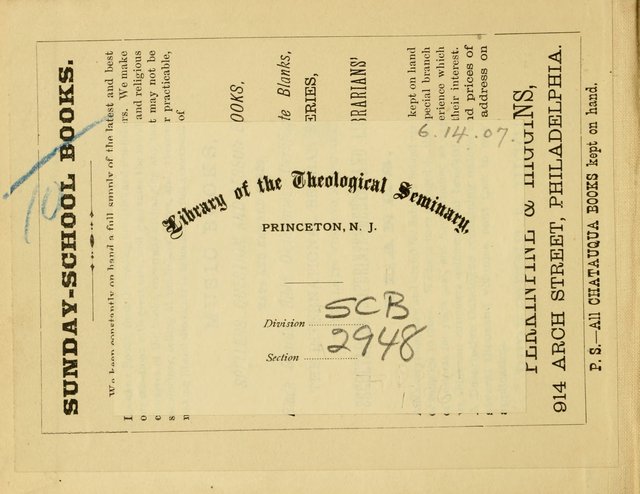 SUNDAY-SCHOOL BOOKS.
We keep constantly on hand a full supply of the latest and best
rs. We make
and religious
t may not be
r practicable,
of
OOKS,
te Blanks,
ERIES,
BRARIANS'
kept on hand
pecial branch
erience which
their interest.
d prices of
address on
PERKINPINE & HIGGINS,
914 ARCH STREET, PHILADELPHIA.
P. S.—All CHATAUQUA BOOKS kept on hand.
6.14.07.
Library of the Theological Seminary,
PRINCETON, N. J.
Division SCB
Section 2948